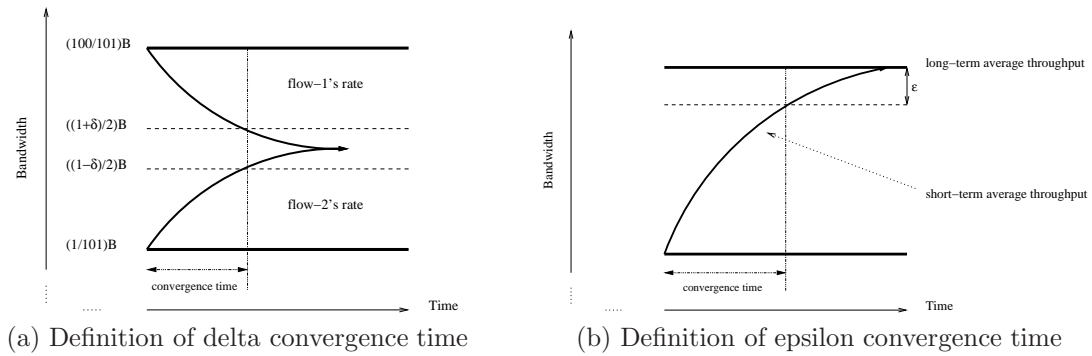 (100/101)B
flow−1's rate
((1+δ)/2)B
Bandwidth
((1−δ)/2)B
flow−2's rate
(1/101)B
convergence time
Time
(a) Definition of delta convergence time
long−term average throughput
ε
Bandwidth
short−term average throughput
convergence time
Time
(b) Definition of epsilon convergence time